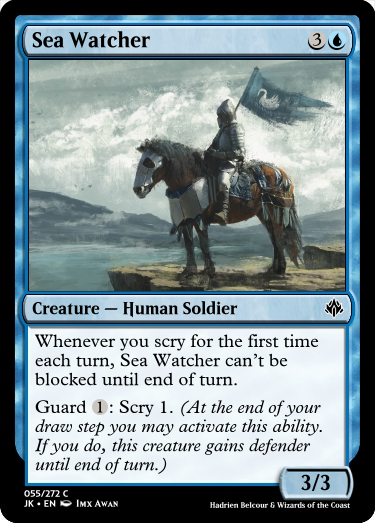 Sea Watcher 3
Creature — Human Soldier
Whenever you scry for the first time
each turn, Sea Watcher can't be
blocked until end of turn.
Guard 1: Scry 1. (At the end of your
draw step you may activate this ability.
If you do, this creature gains defender
until end of turn.)
3/3
055/272 C
JK • EN Imx Awan
Hadrien Belcour & Wizards of the Coast